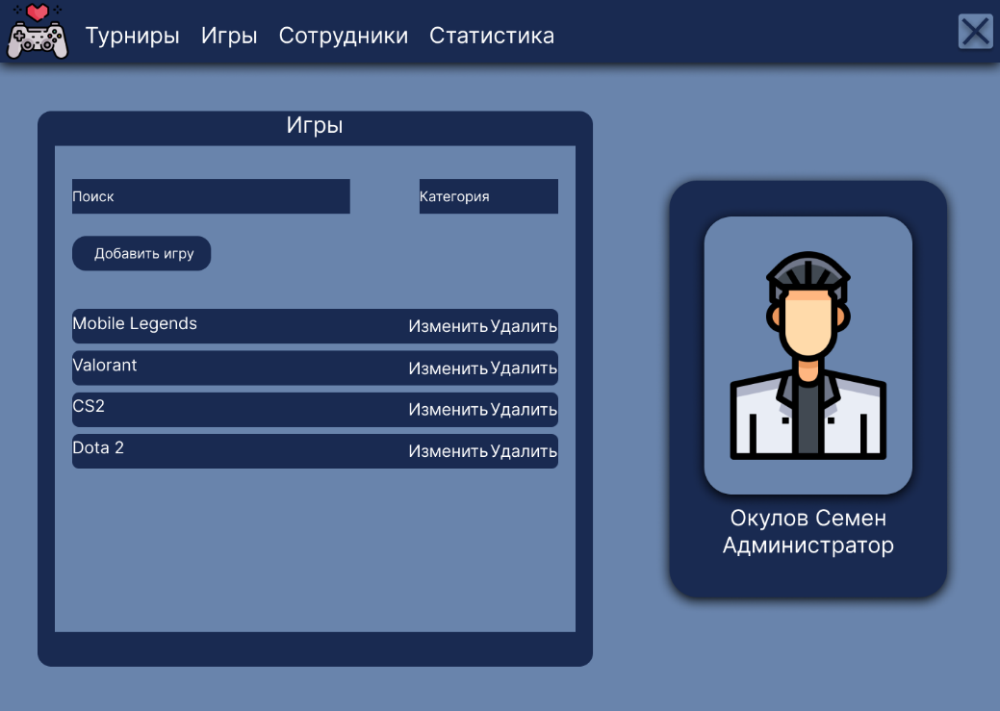 Турниры Игры Сотрудники Статистика
Игры
Поиск Категория
Добавить игру
Mobile Legends Изменить Удалить
Valorant Изменить Удалить
CS2 Изменить Удалить
Dota 2 Изменить Удалить
Окулов Семен
Администратор